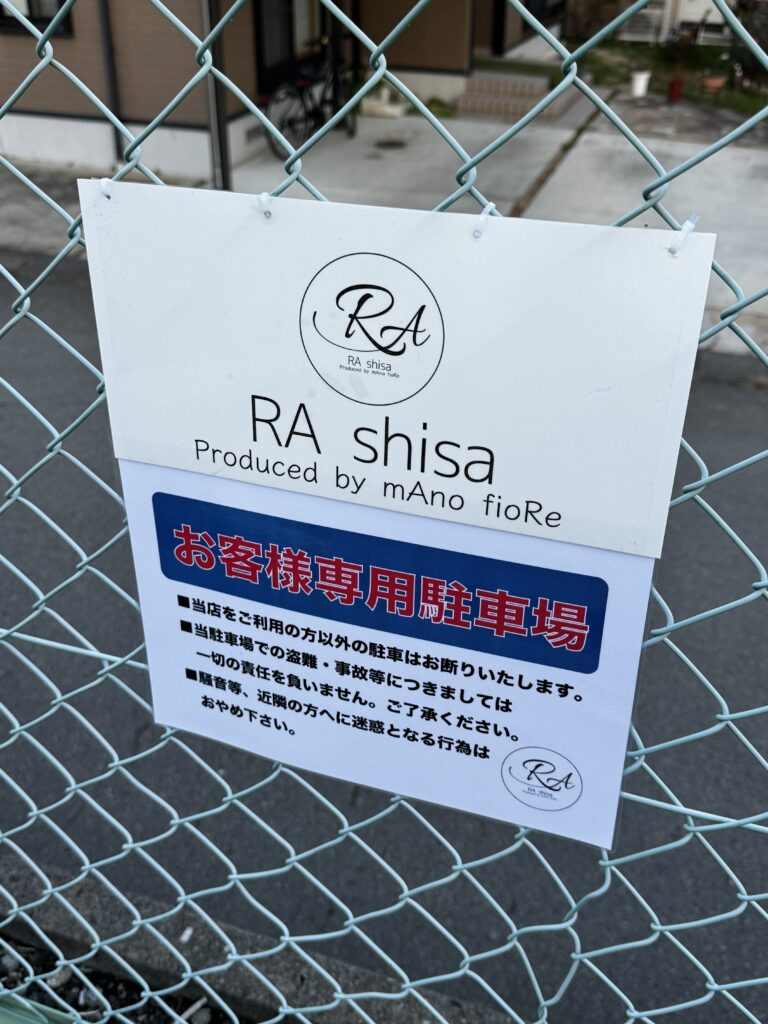 RA
RA shisa
Produced by mAno fioRe
RA shisa
Produced by mAno fioRe
お客様専用駐車場
■当店をご利用の方以外の駐車はお断りいたします。
■当駐車場での盗難・事故等につきましては
一切の責任を負いません。ご了承ください。
■騒音等、近隣の方へに迷惑となる行為は
おやめ下さい。
RA
RA shisa